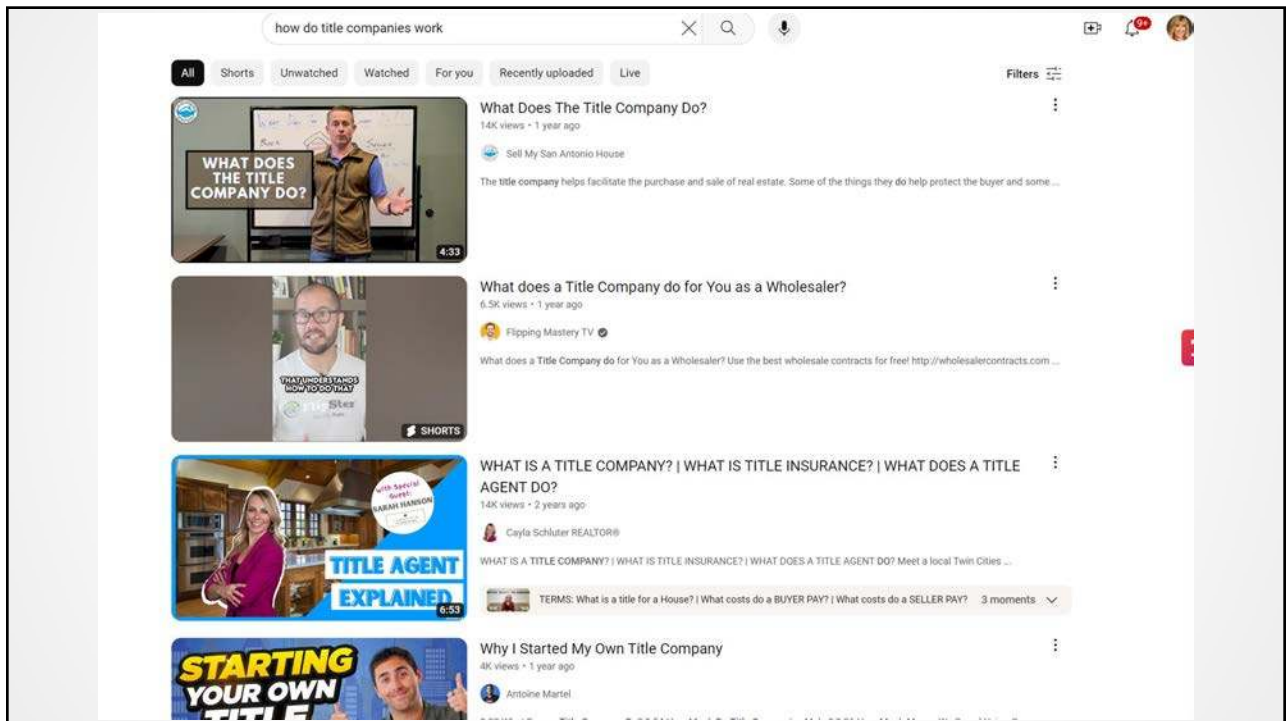 how do title companies work
9+
All
Shorts
Unwatched
Watched
For you
Recently uploaded
Live
Filters
WHAT DOES
THE TITLE
COMPANY DO?
4:33
What Does The Title Company Do?
14K views • 1 year ago
Sell My San Antonio House
The title company helps facilitate the purchase and sale of real estate. Some of the things they do help protect the buyer and some ...
THAT UNDERSTANDS
HOW TO DO THAT
SHORTS
What does a Title Company do for You as a Wholesaler?
6.5K views • 1 year ago
Flipping Mastery TV
What does a Title Company do for You as a Wholesaler? Use the best wholesale contracts for free! http://wholesalercontracts.com ...
with Special
Guest:
SARAH HANSON
TITLE AGENT
EXPLAINED
6:53
WHAT IS A TITLE COMPANY? | WHAT IS TITLE INSURANCE? | WHAT DOES A TITLE
AGENT DO?
14K views • 2 years ago
Cayla Schluter REALTOR®
WHAT IS A TITLE COMPANY? | WHAT IS TITLE INSURANCE? | WHAT DOES A TITLE AGENT DO? Meet a local Twin Cities ...
TERMS: What is a title for a House? | What costs do a BUYER PAY? | What costs do a SELLER PAY?
3 moments
STARTING
YOUR OWN
TITLE
Why I Started My Own Title Company
4K views • 1 year ago
Antoine Martel